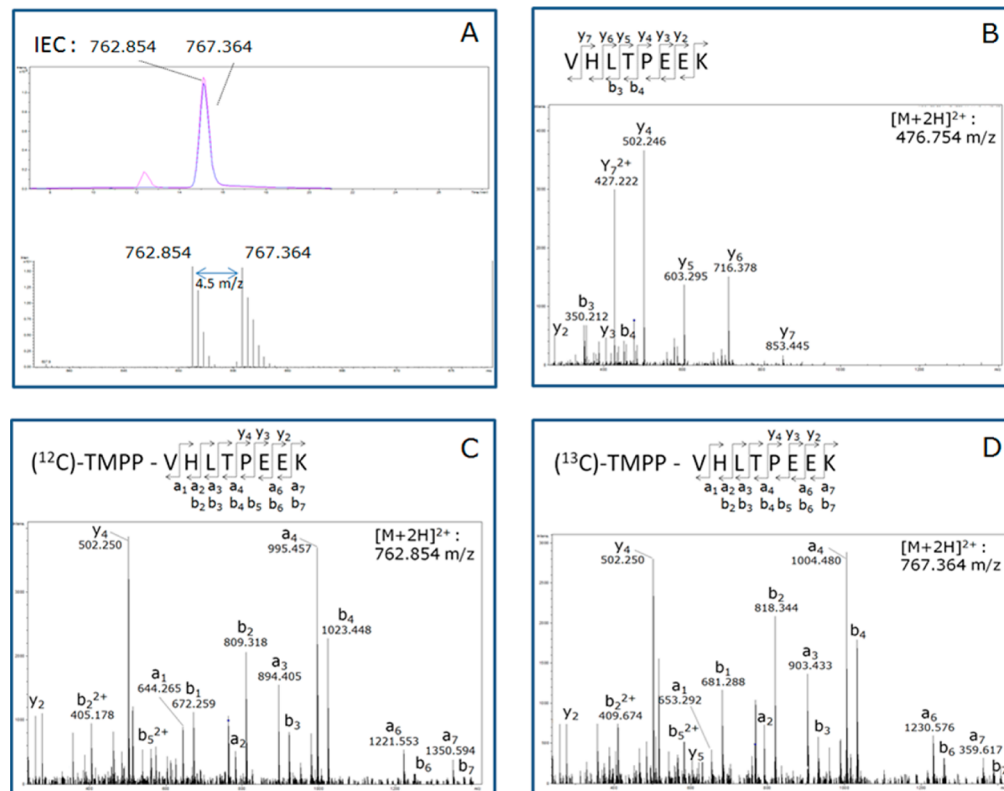 A
IEC : 762.854 767.364
762.854 767.364
4.5 m/z
B
y7 y6 y5 y4 y3 y2
V H L T P E E K
b3 b4
[M+2H]2+ :
476.754 m/z
y4
502.246
Y7 2+
427.222
y6
716.378
y5
603.295
b3
350.212
y2 y3 b4
y7
853.445
C
y4 y3 y2
(12C)-TMPP - V H L T P E E K
a1 a2 a3 a4 a6 a7
b2 b3 b4 b5 b6 b7
[M+2H]2+ :
762.854 m/z
y4
502.250
a4
995.457
b4
1023.448
b2
809.318
a3
894.405
a1
644.265
b1
672.259
y2
b2 2+
405.178
b5 2+
a2
b3
a6
1221.553
b6
a7
1350.594
b7
D
y4 y3 y2
(13C)-TMPP - V H L T P E E K
a1 a2 a3 a4 a6 a7
b2 b3 b4 b5 b6 b7
[M+2H]2+ :
767.364 m/z
y4
502.250
a4
1004.480
b2
818.344
b4
a3
903.433
b1
681.288
a1
653.292
y2
b2 2+
409.674
b5 2+
y5
a2
b3
a6
1230.576
b6
a7
359.617